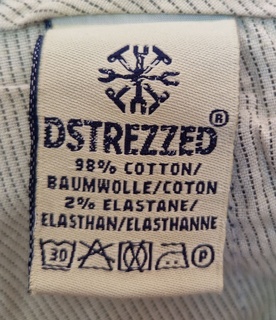 DSTREZZED®
98% COTTON/
BAUMWOLLE/COTON
2% ELASTANE/
ELASTHAN/ELASTHANNE
30 P